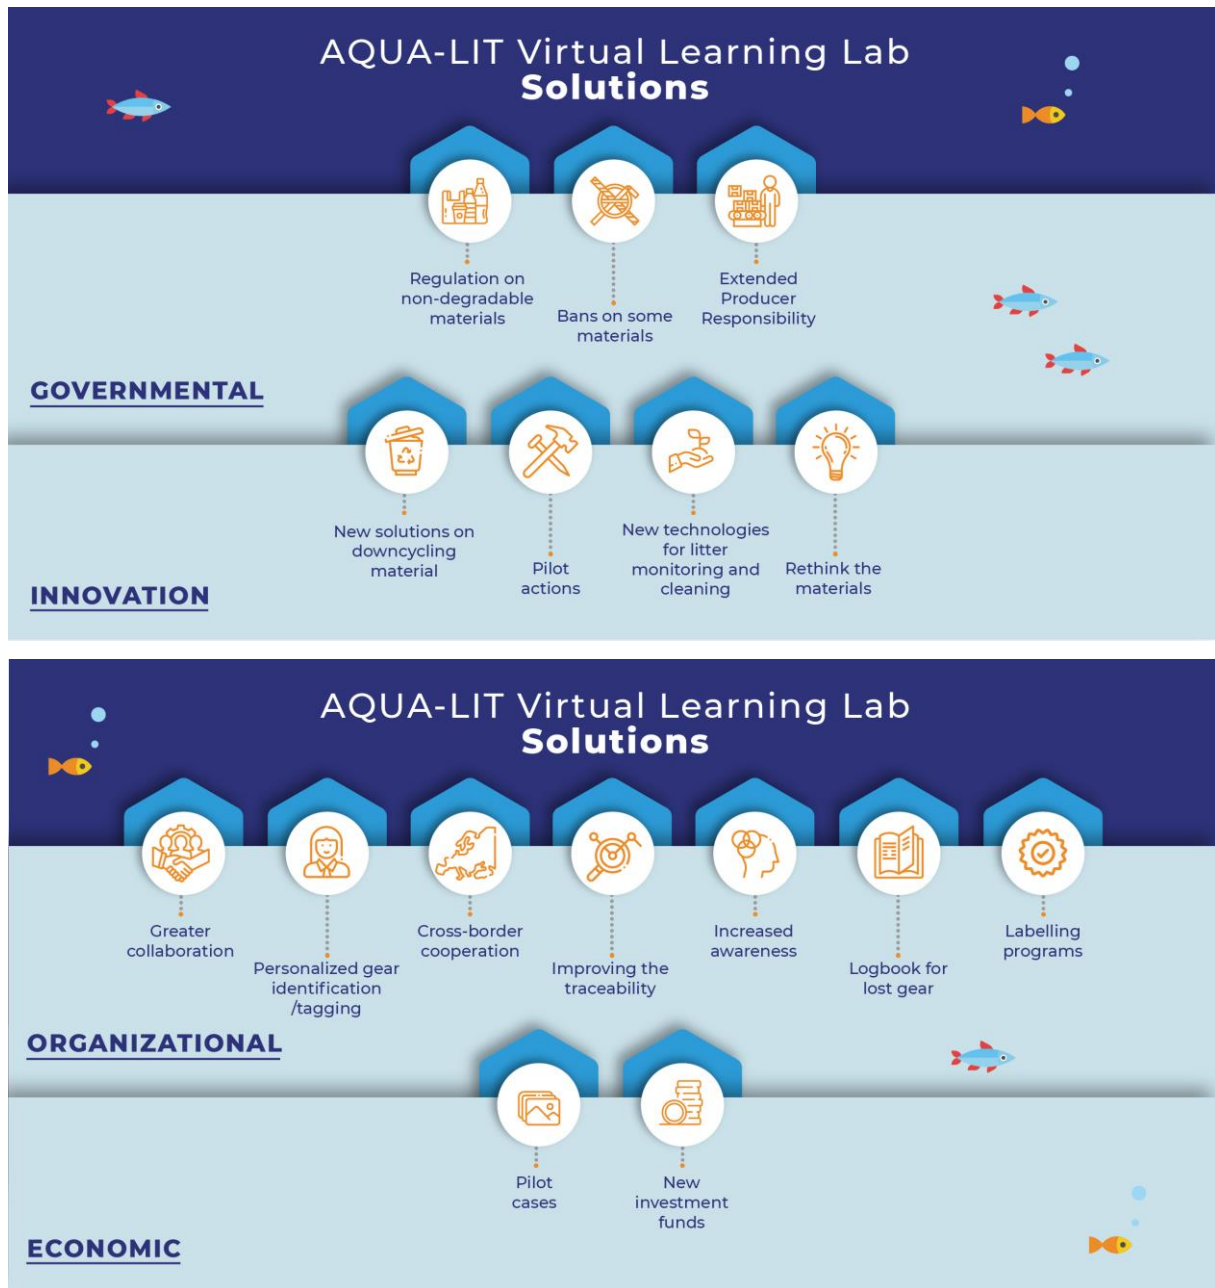 AQUA-LIT Virtual Learning Lab
Solutions
Regulation on
non-degradable
materials
Bans on some
materials
Extended
Producer
Responsibility
GOVERNMENTAL
New solutions on
downcycling
material
Pilot
actions
New technologies
for litter
monitoring and
cleaning
Rethink the
materials
INNOVATION
AQUA-LIT Virtual Learning Lab
Solutions
Greater
collaboration
Personalized gear
identification
/tagging
Cross-border
cooperation
Improving the
traceability
Increased
awareness
Logbook for
lost gear
Labelling
programs
ORGANIZATIONAL
Pilot
cases
New
investment
funds
ECONOMIC